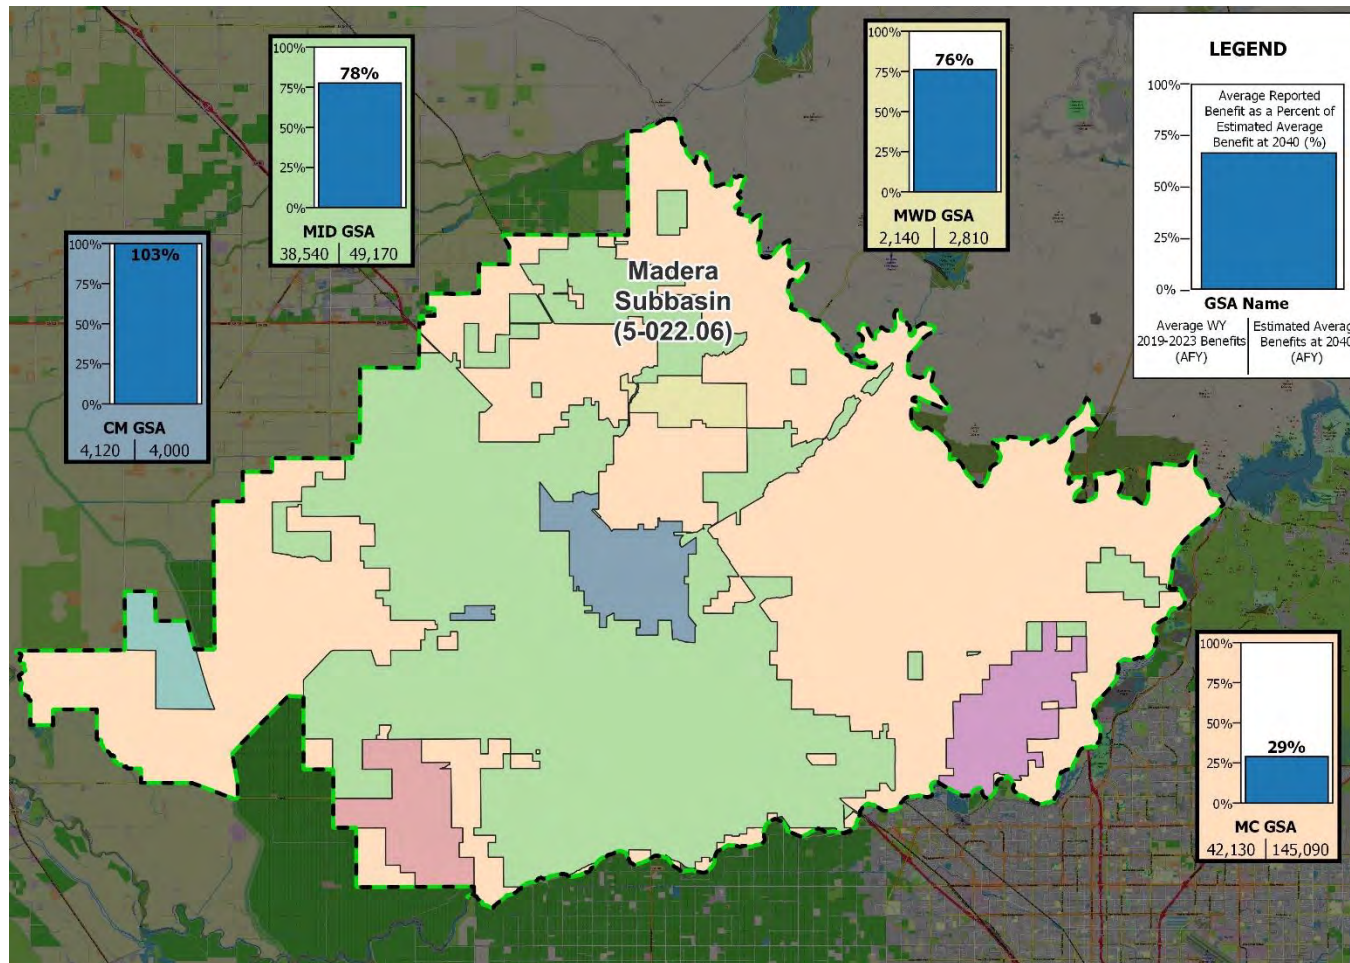 100%
78%
75%
50%
25%
0%
MID GSA
38,540 | 49,170
100%
76%
75%
50%
25%
0%
MWD GSA
2,140 | 2,810
LEGEND
100%
Average Reported
Benefit as a Percent of
Estimated Average
Benefit at 2040 (%)
75%
50%
25%
0%
GSA Name
Average WY
2019-2023 Benefits
(AFY)
Estimated Averag
Benefits at 2040
(AFY)
100%
103%
75%
50%
25%
0%
CM GSA
4,120 | 4,000
Madera
Subbasin
(5-022.06)
100%
75%
50%
29%
25%
0%
MC GSA
42,130 | 145,090